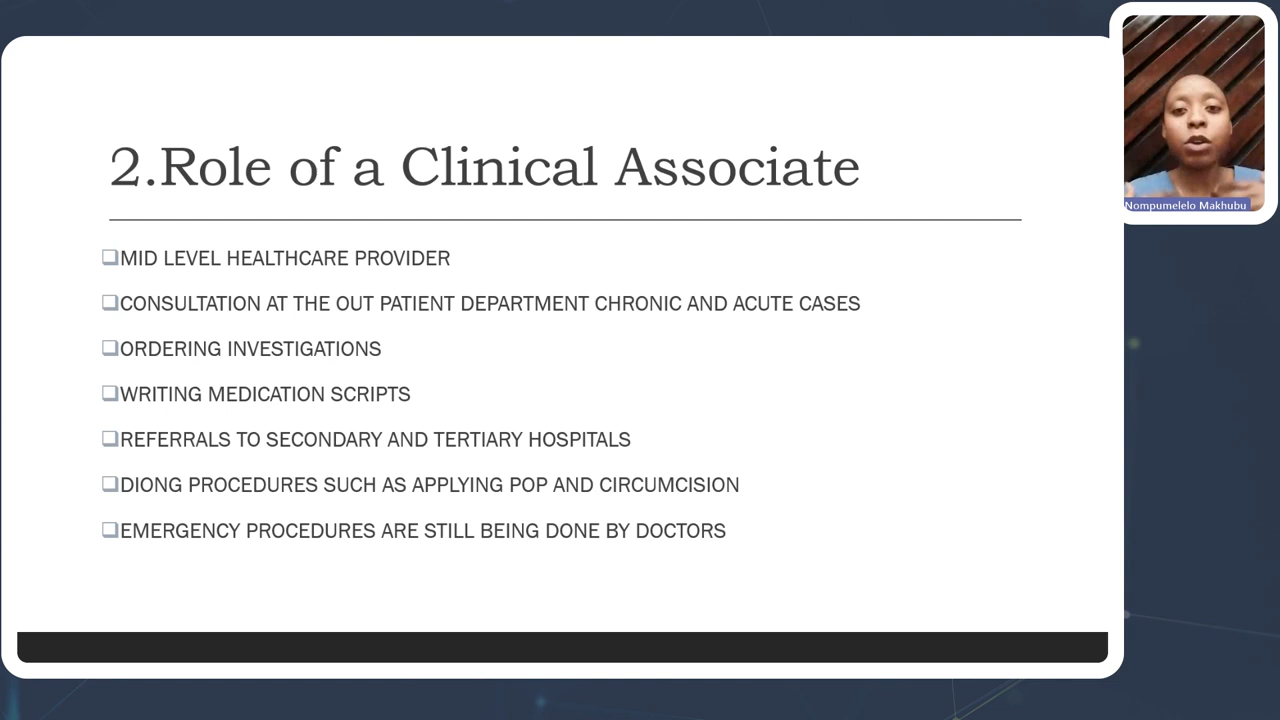 2.Role of a Clinical Associate
MID LEVEL HEALTHCARE PROVIDER
CONSULTATION AT THE OUT PATIENT DEPARTMENT CHRONIC AND ACUTE CASES
ORDERING INVESTIGATIONS
WRITING MEDICATION SCRIPTS
REFERRALS TO SECONDARY AND TERTIARY HOSPITALS
DIONG PROCEDURES SUCH AS APPLYING POP AND CIRCUMCISION
EMERGENCY PROCEDURES ARE STILL BEING DONE BY DOCTORS
Nompumelelo Makhubu